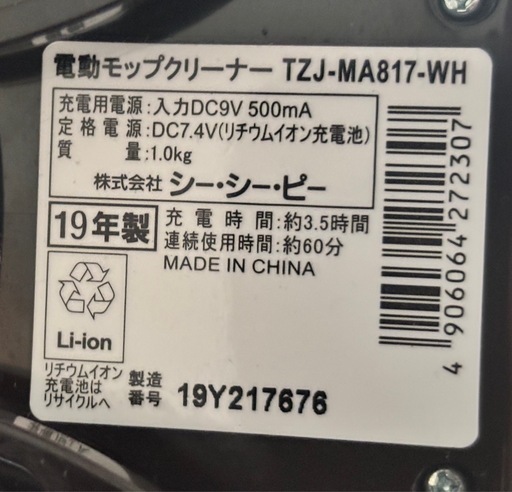 電動モップクリーナー TZJ-MA817-WH
充電用電源:入力DC9V 500mA
定格電源:DC7.4V(リチウムイオン充電池)
質量:1.0kg
株式会社 シー・シー・ピー
19年製
充電時間:約3.5時間
連続使用時間:約60分
MADE IN CHINA
Li-ion
リチウムイオン
充電池は
リサイクルへ
製造
番号
19Y217676
4 906064 272307